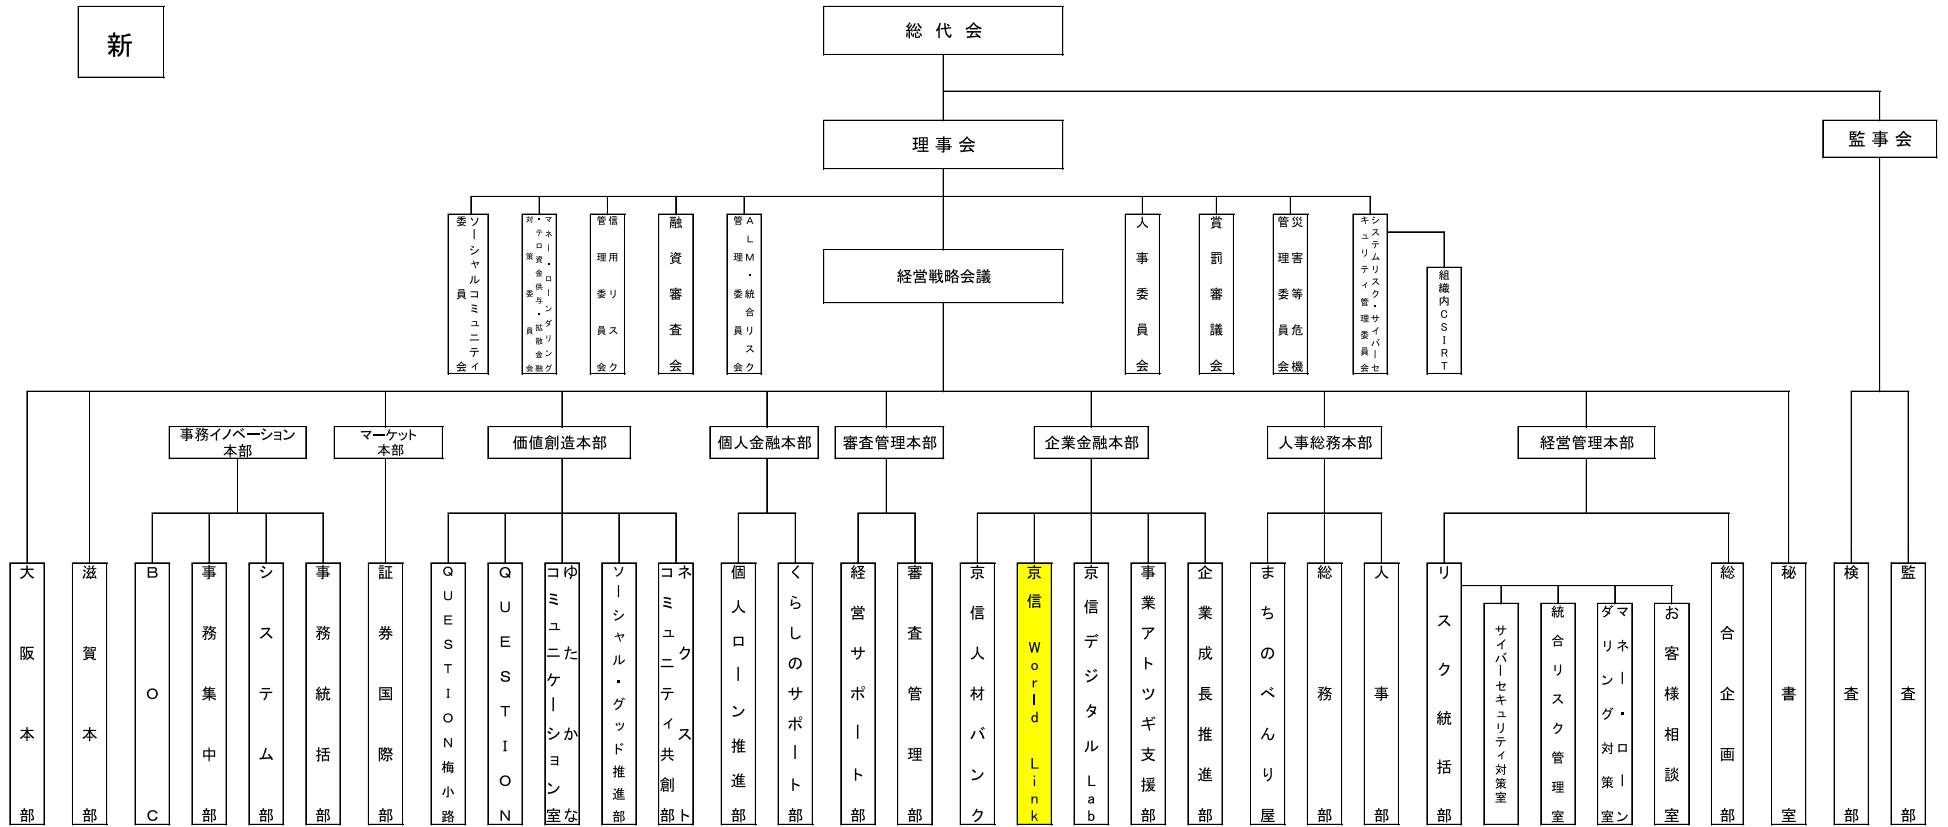 新
総代会
理事会
監事会
ソーシャルコミュニティ
委員会
マネー・ローンダリング
・テロ資金供与・拡散金融
対策委員会
信用リスク
管理委員会
融資審査会
ALM・統合リスク
管理委員会
経営戦略会議
人事委員会
賞罰審議会
災害等危機
管理委員会
システムリスク・サイバーセ
キュリティ管理委員会
組織内CSIRT
事務イノベーション
本部
マーケット
本部
価値創造本部
個人金融本部
審査管理本部
企業金融本部
人事総務本部
経営管理本部
大阪本部
滋賀本部
BOC
事務集中部
システム部
事務統括部
証券国際部
QUESTION梅小路
QUESTION
ゆたかな
コミュニケーション室
ソーシャル・グッド推進部
ネクスト
コミュニティ共創部
個人ローン推進部
くらしのサポート部
経営サポート部
審査管理部
京信人材バンク
京信 World Link
京信デジタルLab
事業アトツギ支援部
企業成長推進部
まちのべんり屋
総務部
人事部
リスク統括部
サイバーセキュリティ対策室
統合リスク管理室
マネー・ローン
ダリング対策室
お客様相談室
総合企画部
秘書室
検査部
監査部